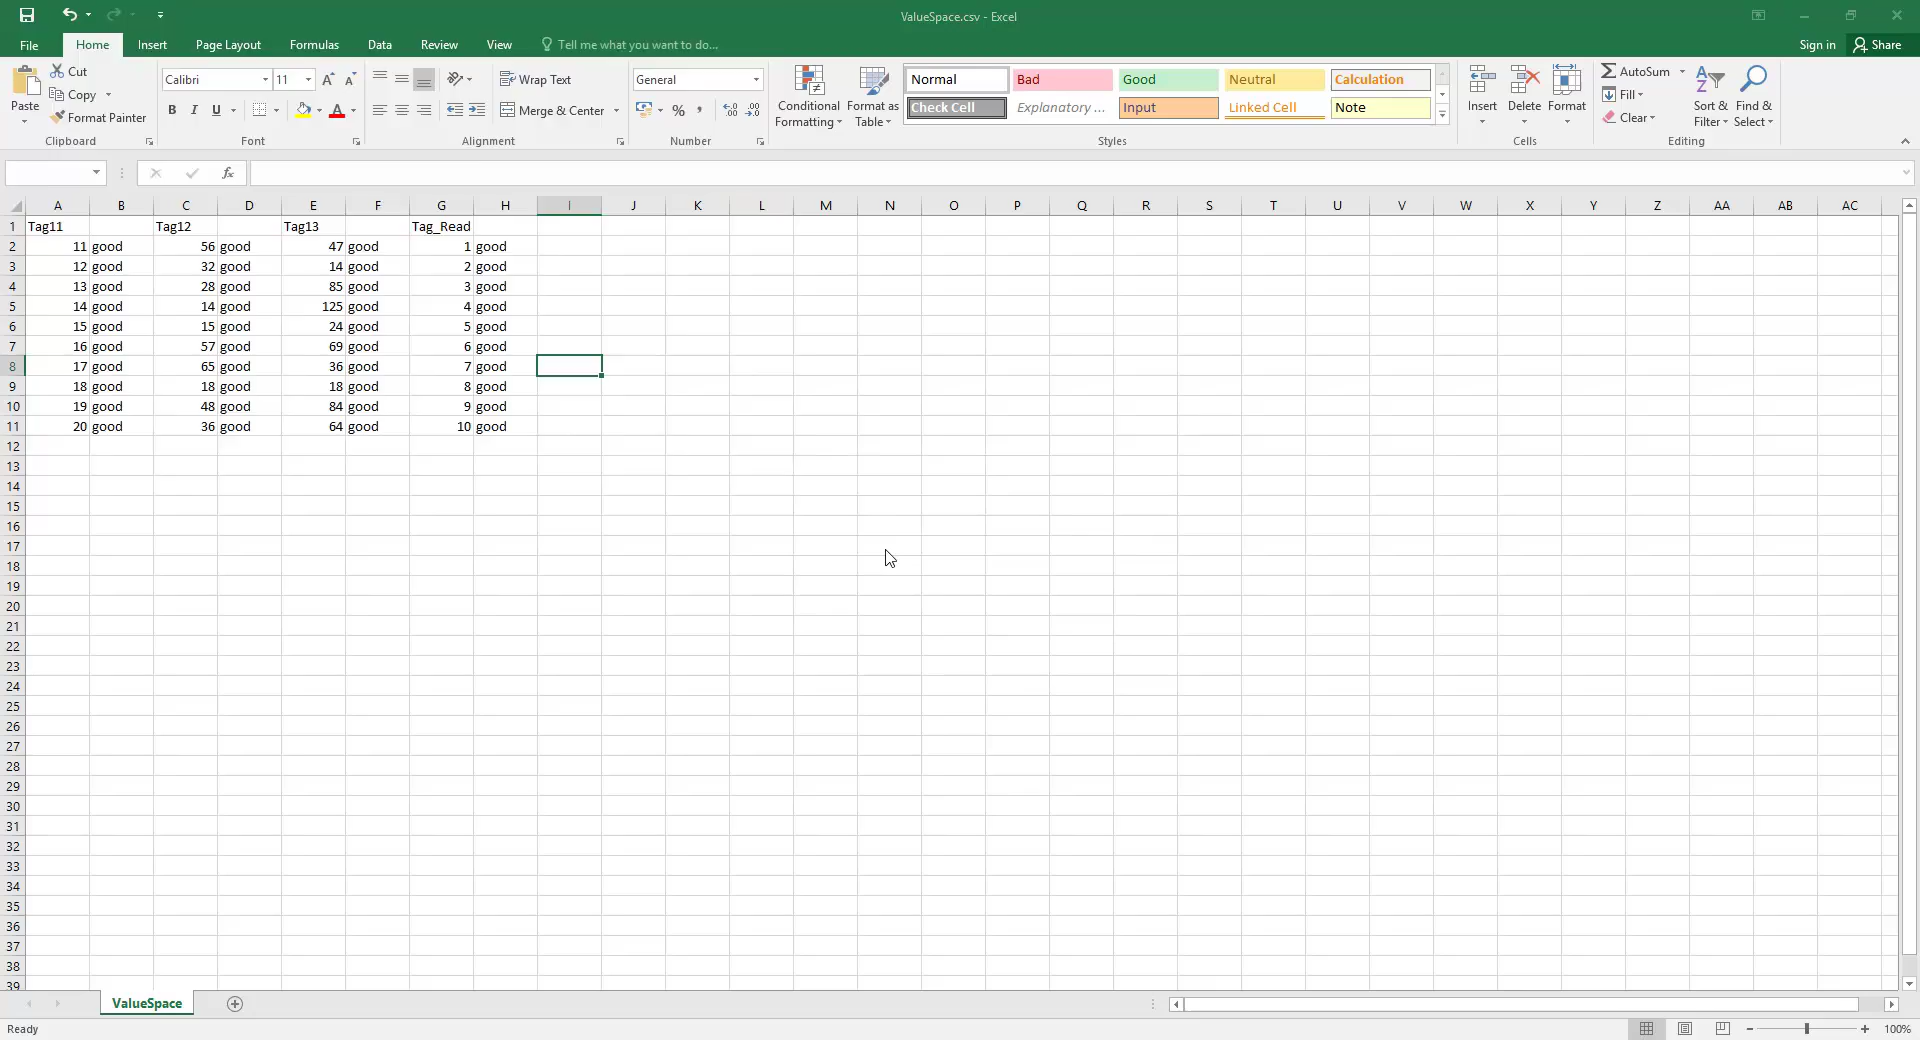 ValueSpace.csv - Excel
File Home Insert Page Layout Formulas Data Review View Tell me what you want to do... Sign in Share
Paste Cut Copy Format Painter
Clipboard
Calibri 11 B I U A A A
Font
Wrap Text Merge & Center
Alignment
General % ,
Number
Conditional Formatting Format as Table Normal Bad Good Neutral Calculation
Check Cell Explanatory ... Input Linked Cell Note
Styles
Insert Delete Format
Cells
AutoSum Fill Clear Sort & Filter Find & Select
Editing
fx
A B C D E F G H I J K L M N O P Q R S T U V W X Y Z AA AB AC
1 Tag11 Tag12 Tag13 Tag_Read
2 11 good 56 good 47 good 1 good
3 12 good 32 good 14 good 2 good
4 13 good 28 good 85 good 3 good
5 14 good 14 good 125 good 4 good
6 15 good 15 good 24 good 5 good
7 16 good 57 good 69 good 6 good
8 17 good 65 good 36 good 7 good
9 18 good 18 good 18 good 8 good
10 19 good 48 good 84 good 9 good
11 20 good 36 good 64 good 10 good
12
13
14
15
16
17
18
19
20
21
22
23
24
25
26
27
28
29
30
31
32
33
34
35
36
37
38
39
ValueSpace
Ready 100%